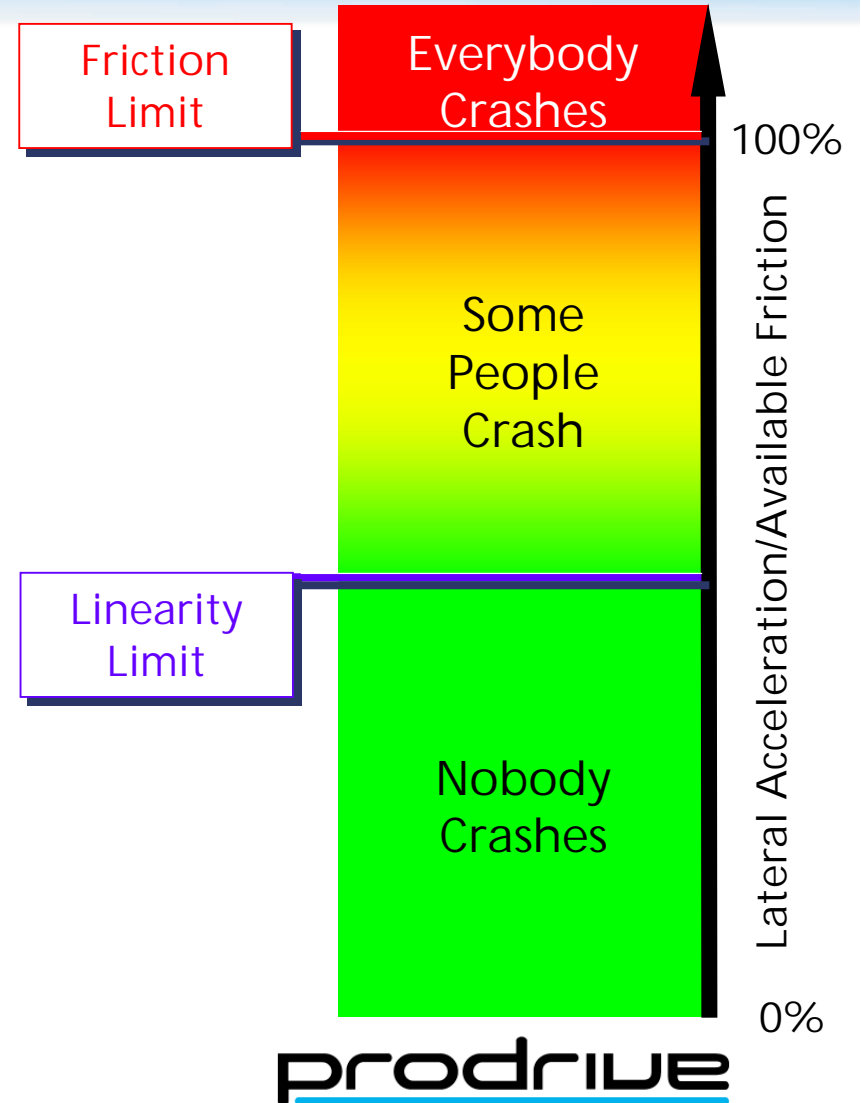 Friction
Limit
Everybody
Crashes
100%
Some
People
Crash
Lateral Acceleration/Available Friction
Linearity
Limit
Nobody
Crashes
0%
prodrive